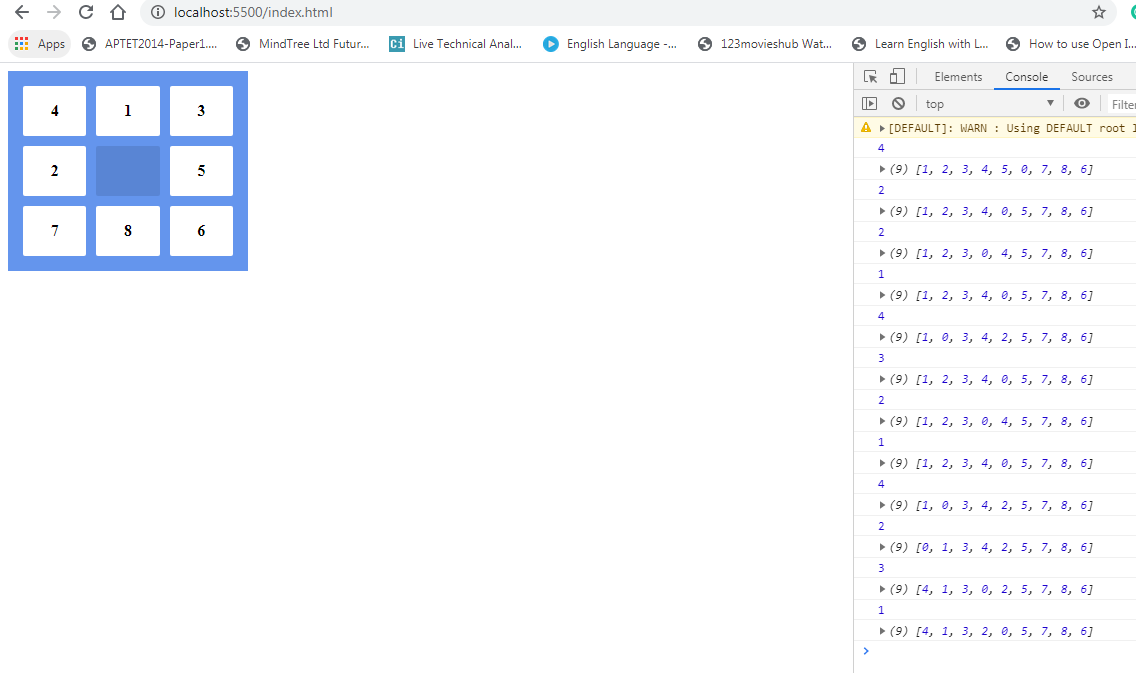 localhost:5500/index.html
Apps APTET2014-Paper1.... MindTree Ltd Futur... Ci Live Technical Anal... English Language -... 123movieshub Wat... Learn English with L... How to use Open I...
4 1 3
2 5
7 8 6
Elements Console Sources
top ▼ Filter
[DEFAULT]: WARN : Using DEFAULT root
4
(9) [1, 2, 3, 4, 5, 0, 7, 8, 6]
2
(9) [1, 2, 3, 4, 0, 5, 7, 8, 6]
2
(9) [1, 2, 3, 0, 4, 5, 7, 8, 6]
1
(9) [1, 2, 3, 4, 0, 5, 7, 8, 6]
4
(9) [1, 0, 3, 4, 2, 5, 7, 8, 6]
3
(9) [1, 2, 3, 4, 0, 5, 7, 8, 6]
2
(9) [1, 2, 3, 0, 4, 5, 7, 8, 6]
1
(9) [1, 2, 3, 4, 0, 5, 7, 8, 6]
4
(9) [1, 0, 3, 4, 2, 5, 7, 8, 6]
2
(9) [0, 1, 3, 4, 2, 5, 7, 8, 6]
3
(9) [4, 1, 3, 0, 2, 5, 7, 8, 6]
1
(9) [4, 1, 3, 2, 0, 5, 7, 8, 6]